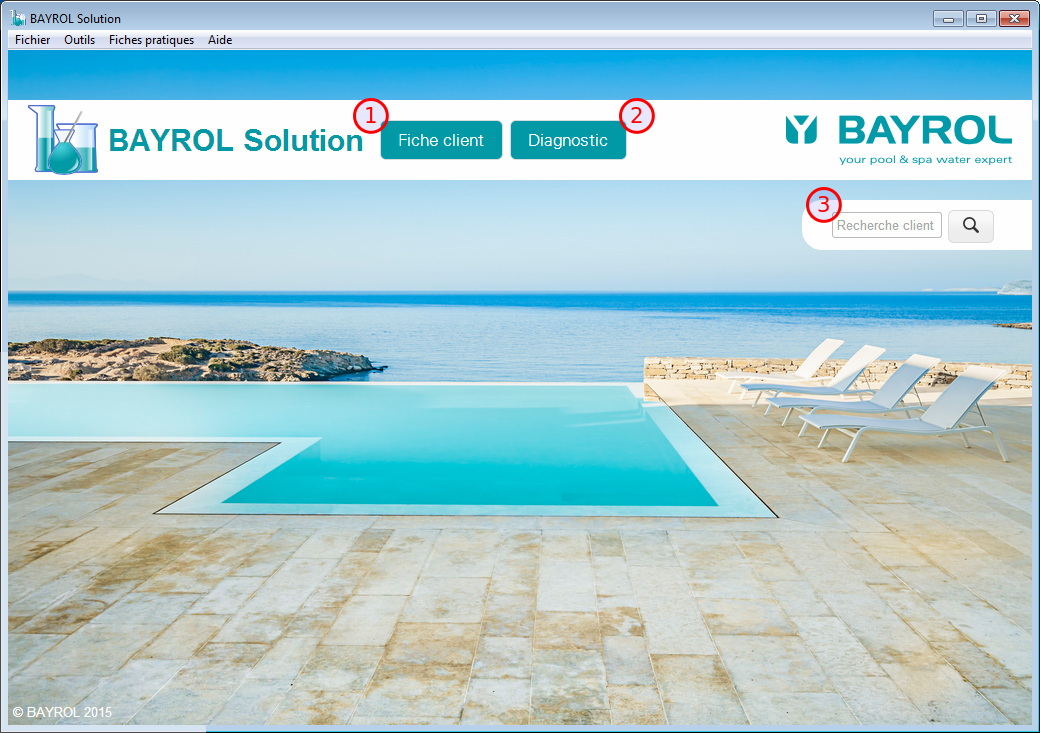 BAYROL Solution
Fichier Outils Fiches pratiques Aide
BAYROL Solution
1
Fiche client
Diagnostic
2
BAYROL
your pool & spa water expert
3
Recherche client
© BAYROL 2015